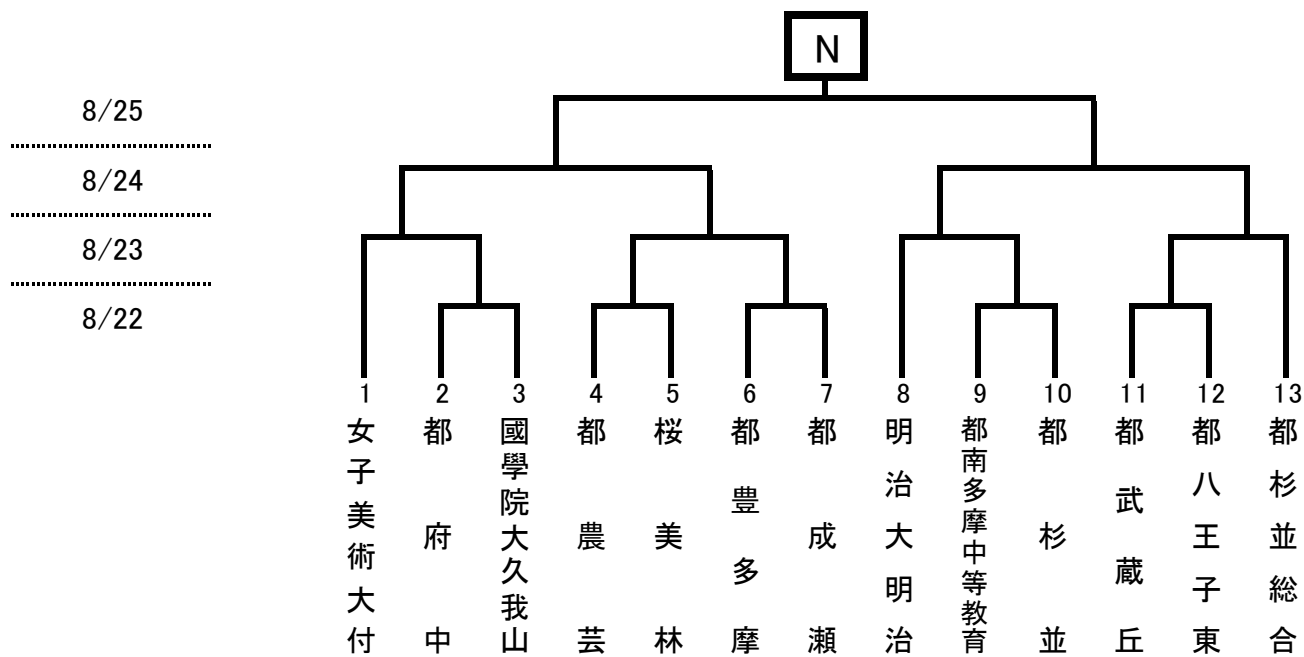 N
8/25
8/24
8/23
8/22
1
2
3
4
5
6
7
8
9
10
11
12
13
女子美術大付
都府中
國學院大久我山
都農芸
桜美林
都豊多摩
都成瀬
明治大明治
都南多摩中等教育
都杉並
都武蔵丘
都八王子東
都杉並総合